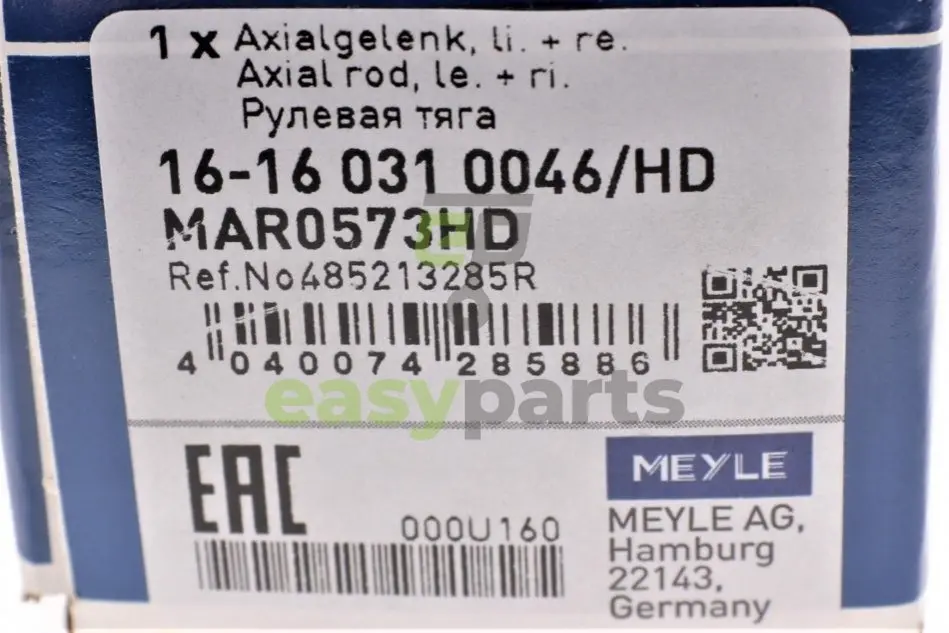 1 x Axialgelenk, li. + re.
Axial rod, le. + ri.
Рулевая тяга
16-16 031 0046/HD
MAR0573HD
Ref.No485213285R
4 040074 285886
easyparts
EAC
000U160
MEYLE
MEYLE AG,
Hamburg
22143,
Germany